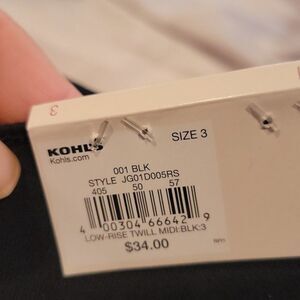 3
KOHL'S
Kohls.com
SIZE 3
001 BLK
STYLE JG01D005RS
405 50 57
4 00304 66642 9
LOW-RISE TWILL MIDI:BLK:3
$34.00